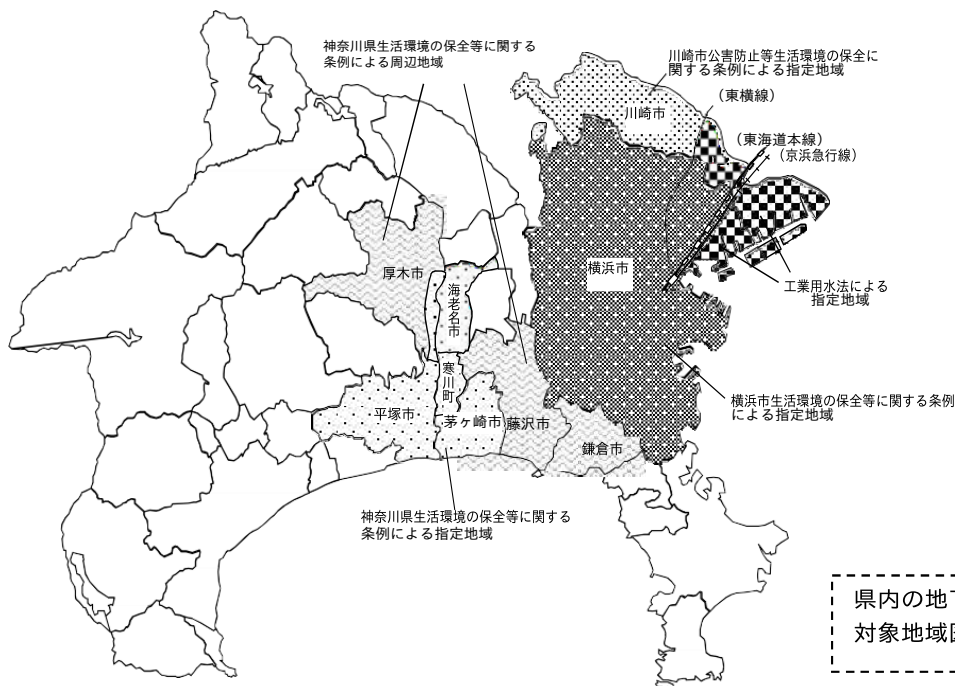 神奈川県生活環境の保全等に関する
条例による周辺地域
川崎市公害防止等生活環境の保全に
関する条例による指定地域
（東横線）
川崎市
（東海道本線）
（京浜急行線）
横浜市
厚木市
海老名市
工業用水法による
指定地域
寒川町
平塚市
茅ヶ崎市
藤沢市
鎌倉市
横浜市生活環境の保全等に関する条例
による指定地域
神奈川県生活環境の保全等に関する
条例による指定地域
県内の地
対象地域